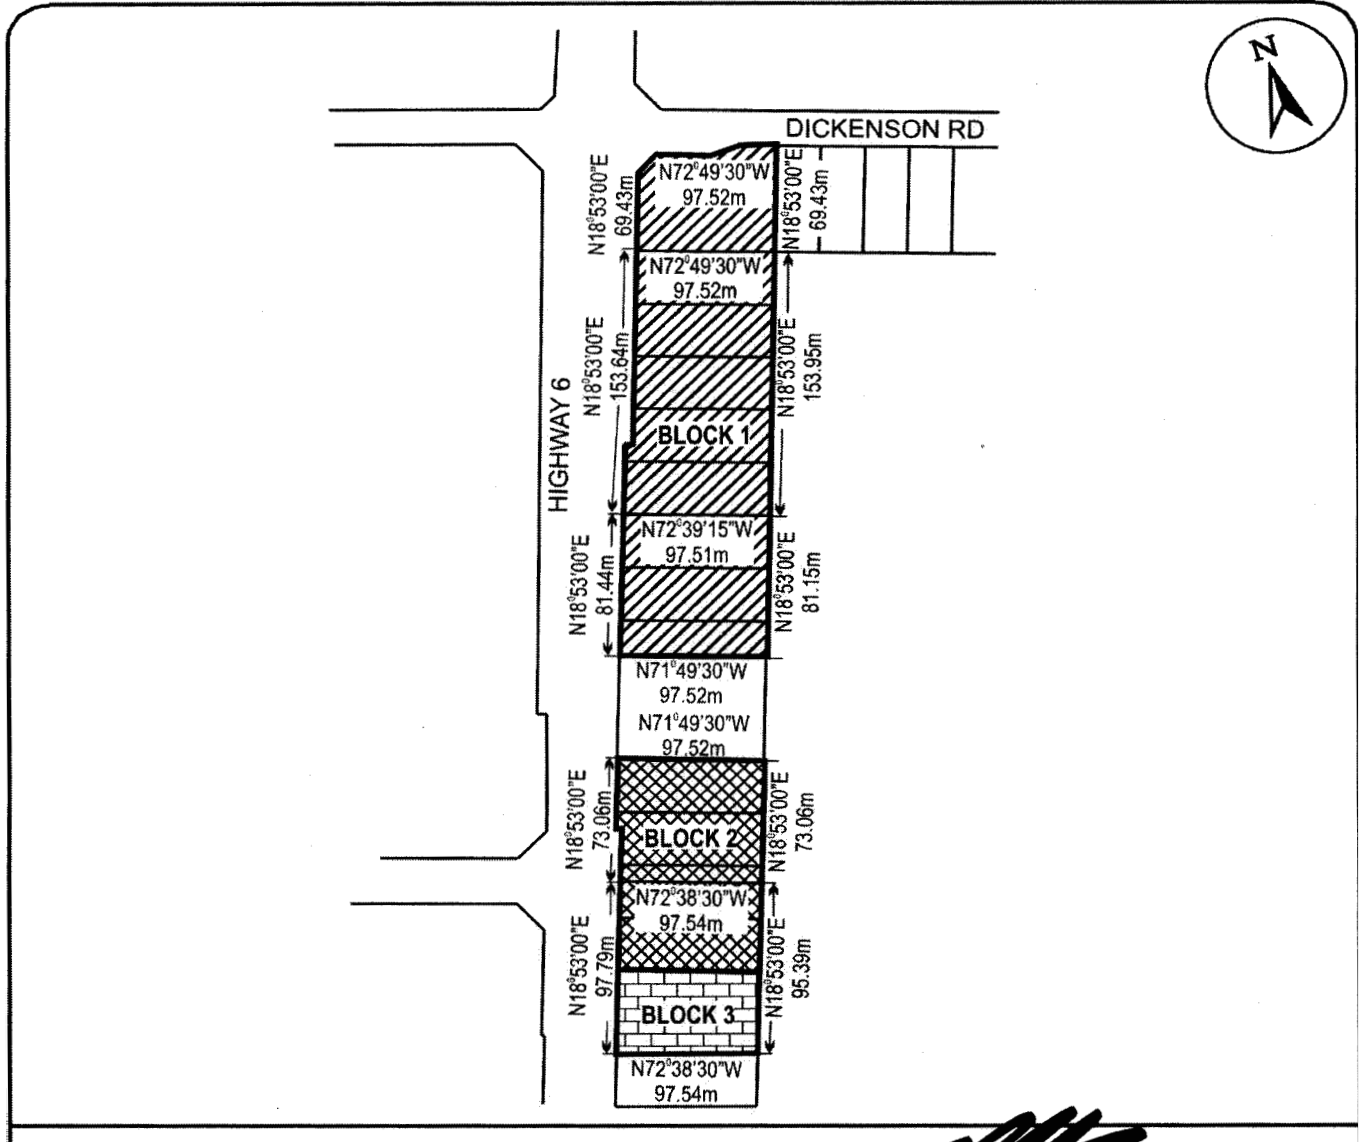 N
DICKENSON RD
N18°53'00"E
69.43m
N72°49'30"W
97.52m
N18°53'00"E
69.43m
N72°49'30"W
97.52m
N18°53'00"E
153.64m
N18°53'00"E
153.95m
HIGHWAY 6
BLOCK 1
N72°39'15"W
97.51m
N18°53'00"E
81.44m
N18°53'00"E
81.15m
N71°49'30"W
97.52m
N71°49'30"W
97.52m
N18°53'00"E
73.06m
BLOCK 2
N18°53'00"E
73.06m
N72°38'30"W
97.54m
N18°53'00"E
97.79m
N18°53'00"E
95.39m
BLOCK 3
N72°38'30"W
97.54m